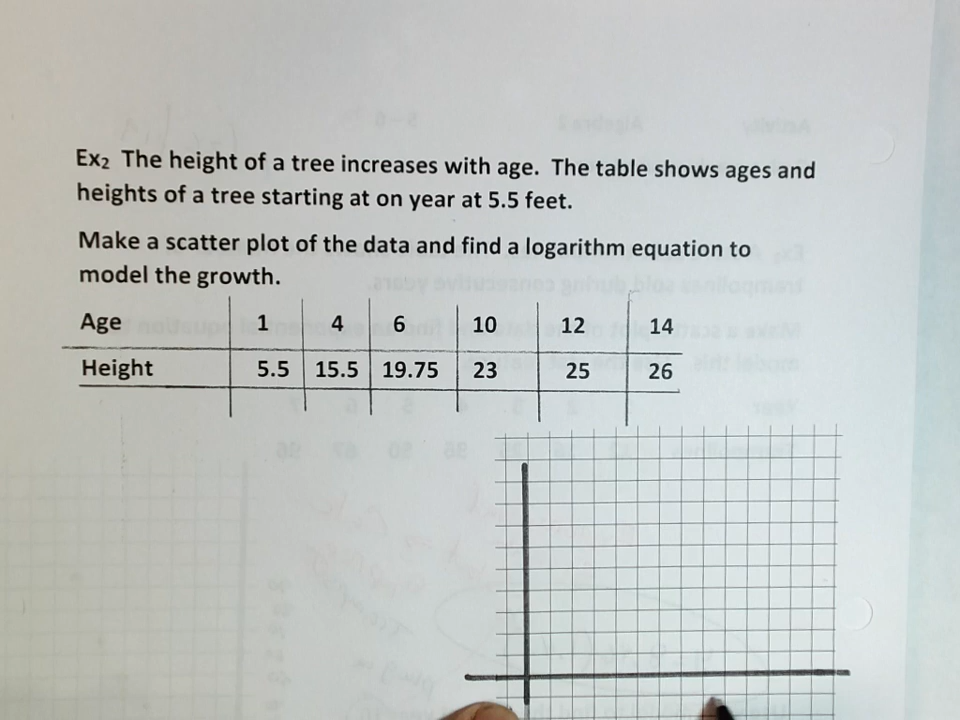 Ex2 The height of a tree increases with age. The table shows ages and
heights of a tree starting at on year at 5.5 feet.
Make a scatter plot of the data and find a logarithm equation to
model the growth.
Age 1 4 6 10 12 14
Height 5.5 15.5 19.75 23 25 26